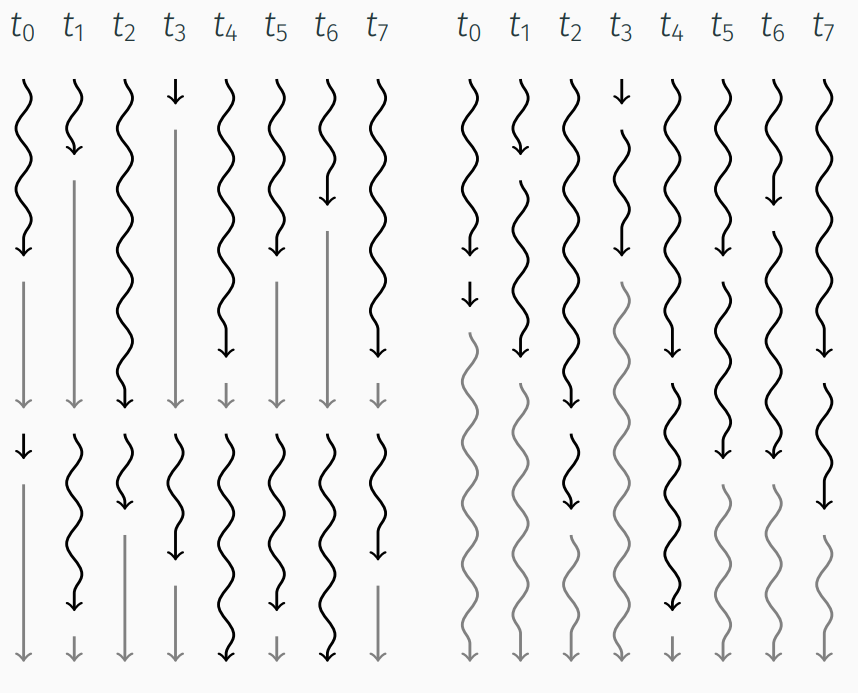 t₀ t₁ t₂ t₃ t₄ t₅ t₆ t₇ t₀ t₁ t₂ t₃ t₄ t₅ t₆ t₇